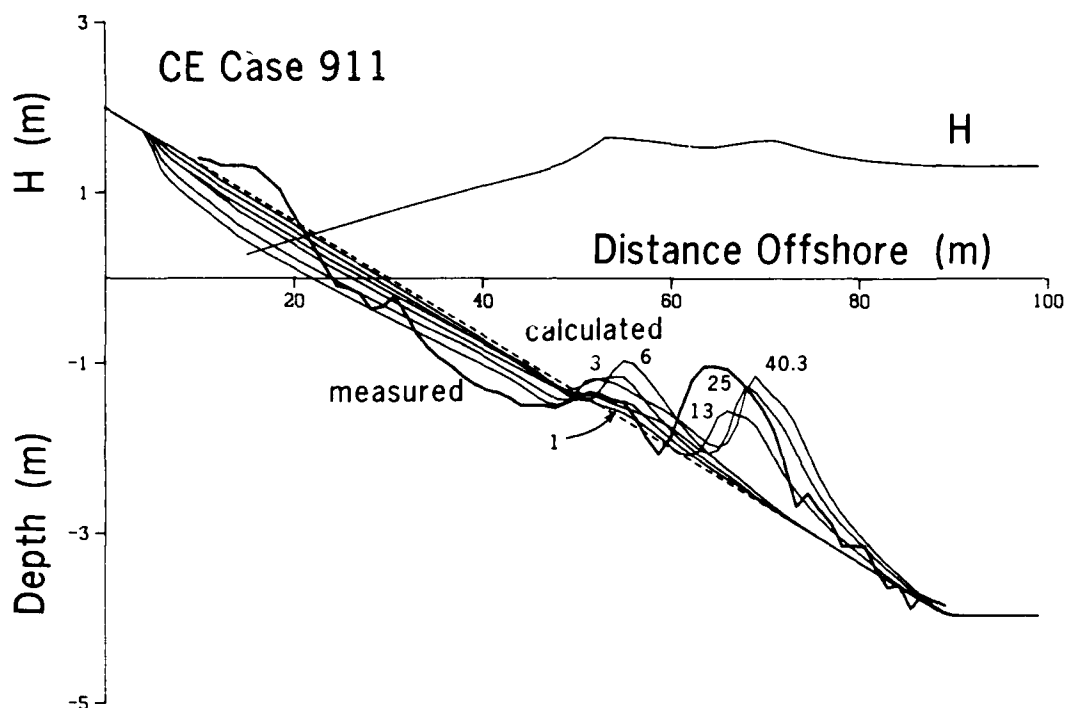 3
CE Case 911
H (m)
H
1
Distance Offshore (m)
20
40
60
80
100
calculated
-1
3
6
40.3
25
measured
13
1
Depth (m)
-3
-5